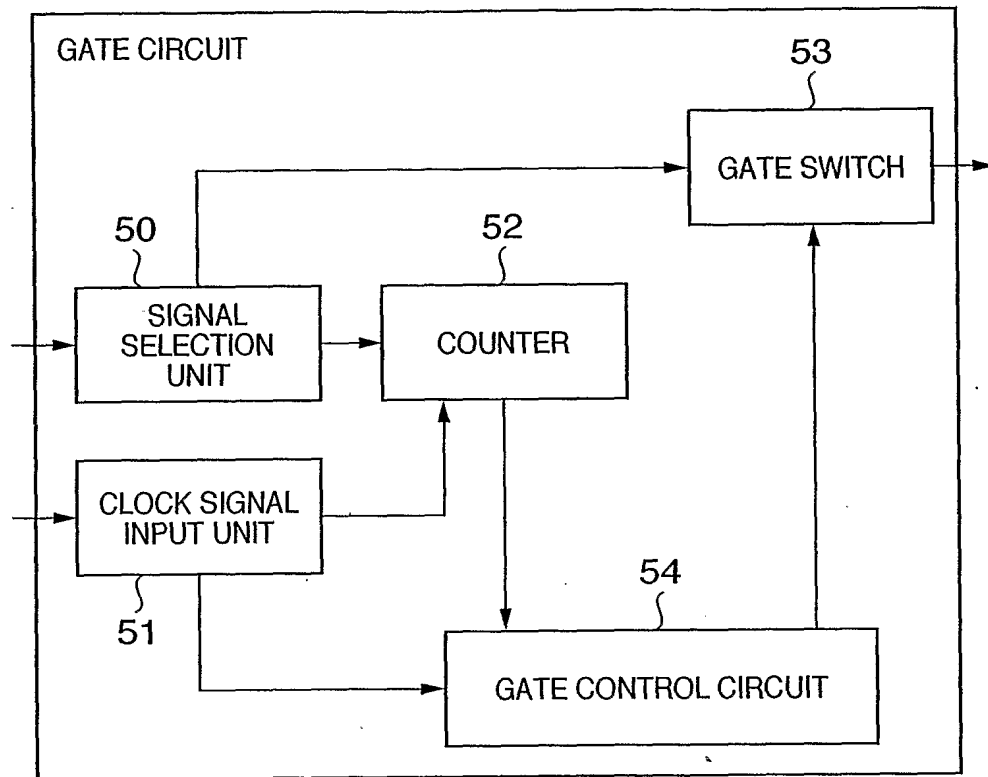 GATE CIRCUIT
53
GATE SWITCH
50
52
SIGNAL
SELECTION
UNIT
COUNTER
CLOCK SIGNAL
INPUT UNIT
51
54
GATE CONTROL CIRCUIT